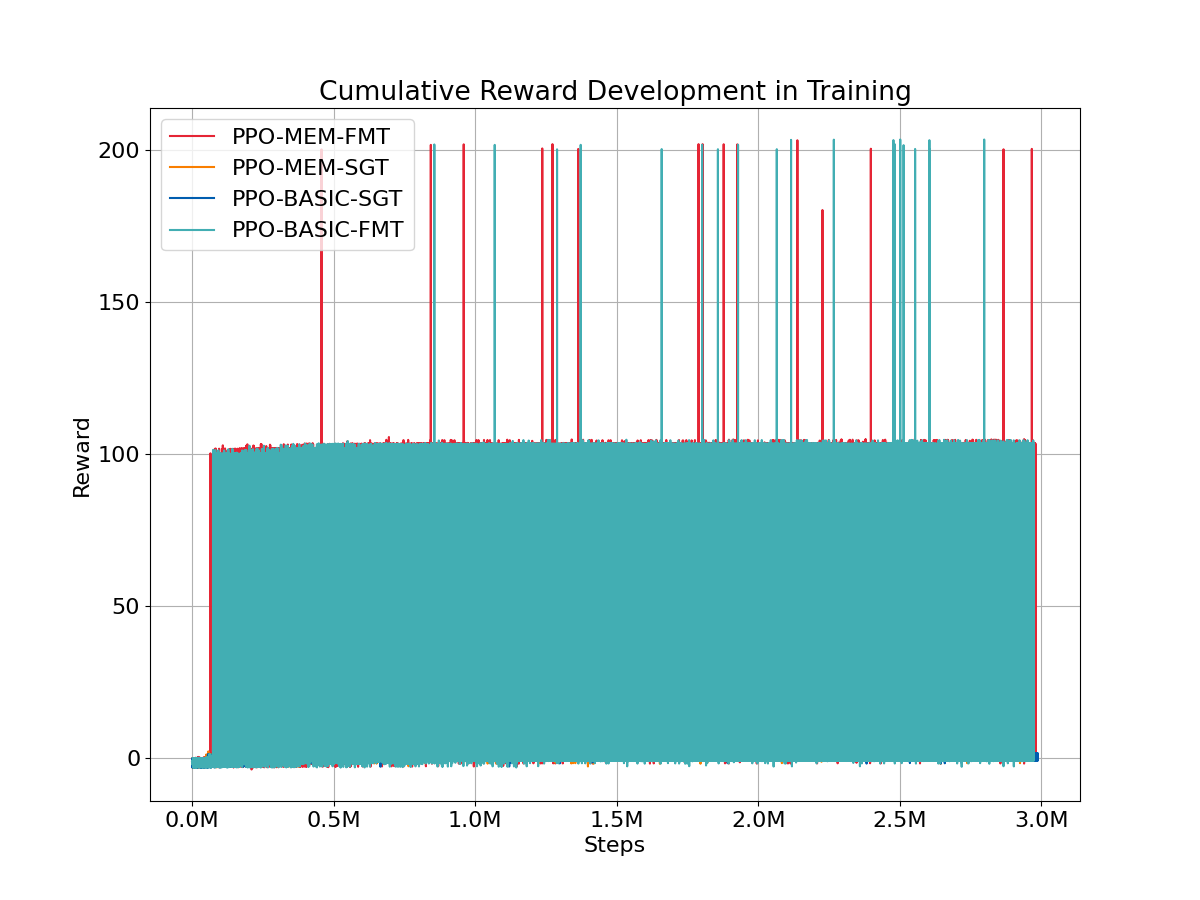 Cumulative Reward Development in Training
PPO-MEM-FMT
PPO-MEM-SGT
PPO-BASIC-SGT
PPO-BASIC-FMT
200
150
100
50
0
Reward
0.0M 0.5M 1.0M 1.5M 2.0M 2.5M 3.0M
Steps